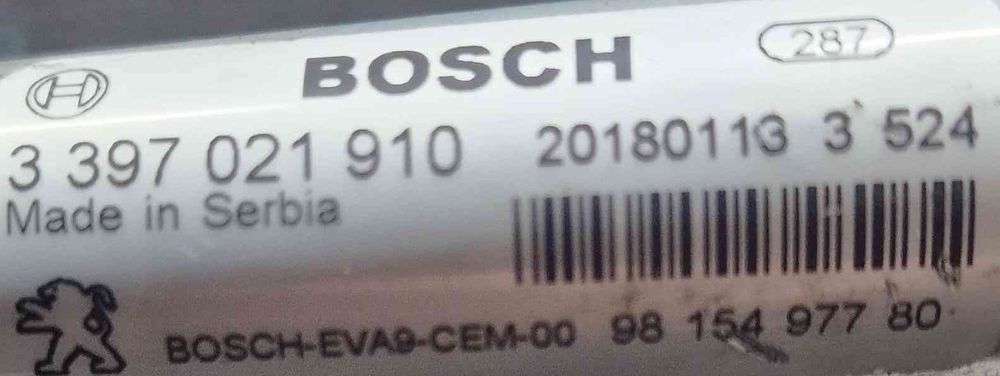 BOSCH 287
3 397 021 910 20180113 3 524
Made in Serbia
BOSCH-EVA9-CEM-00 98 154 977 80